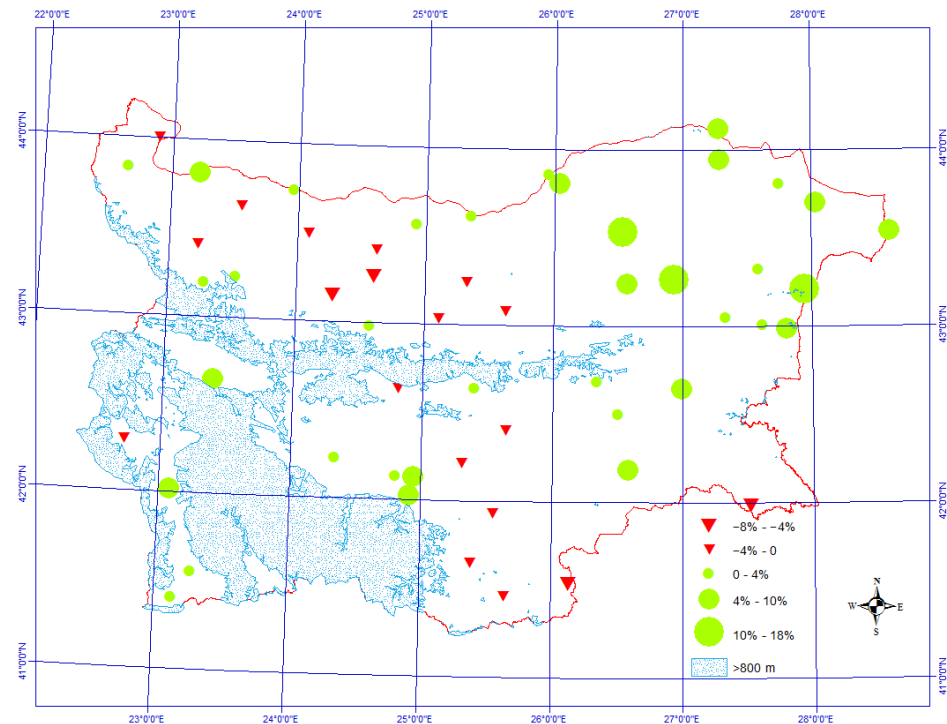 22°0'0"E 23°0'0"E 24°0'0"E 25°0'0"E 26°0'0"E 27°0'0"E 28°0'0"E
44°0'0"N 44°0'0"N
43°0'0"N 43°0'0"N
42°0'0"N 42°0'0"N
−8% - −4%
−4% - 0
0 - 4%
4% - 10%
10% - 18%
>800 m
N
W E
S
41°0'0"N 41°0'0"N
23°0'0"E 24°0'0"E 25°0'0"E 26°0'0"E 27°0'0"E 28°0'0"E